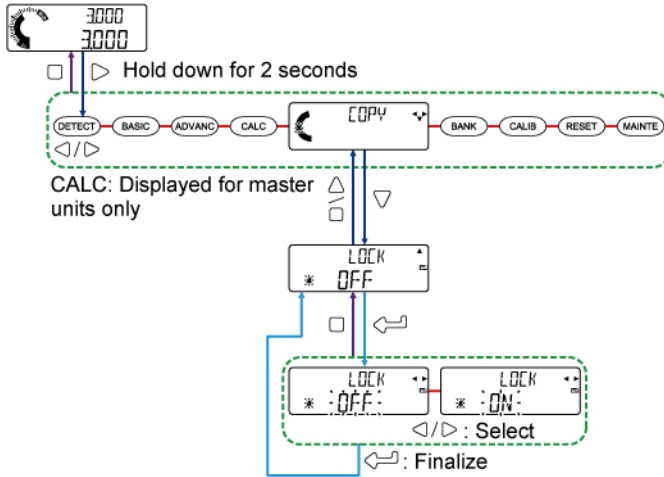 3.000
3.000
Hold down for 2 seconds
DETECT BASIC ADVANC CALC COPY BANK CALIB RESET MAINTE
CALC: Displayed for master
units only
LOCK
OFF
LOCK LOCK
OFF ON
: Select
: Finalize